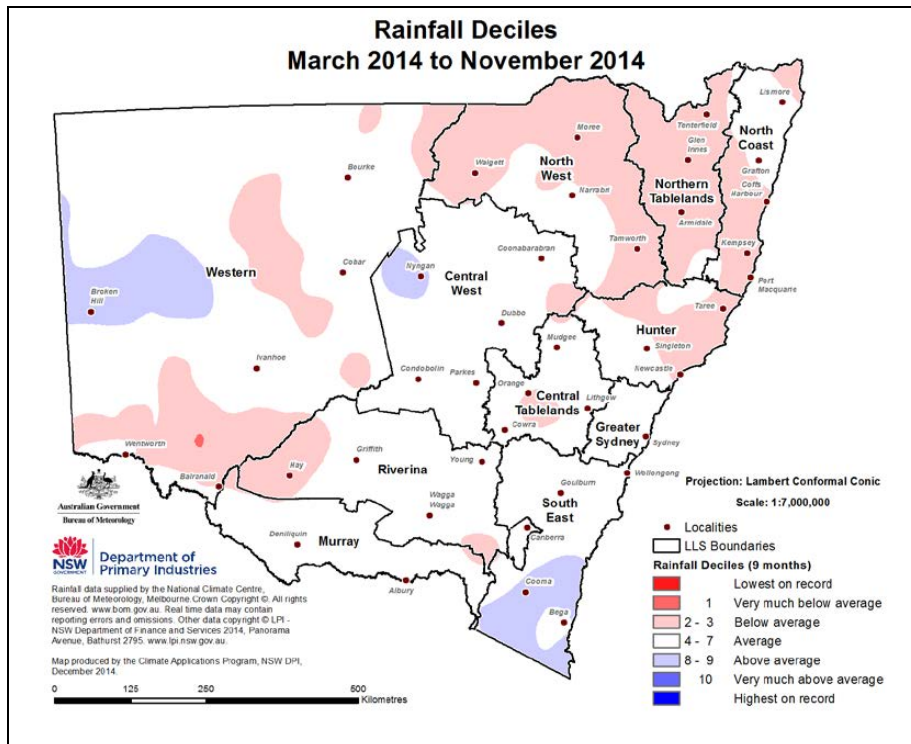 Rainfall Deciles
March 2014 to November 2014
Lismore
Tenterfield
North
Coast
Moree
Glen
Innes
Bourke
North
West
Walgett
Grafton
Northern
Tablelands
Coffs
Harbour
Narrabri
Armidale
Coonabarabran
Tamworth
Kempsey
Western
Cobar
Nyngan
Central
West
Port
Macquarie
Broken
Hill
Taree
Dubbo
Hunter
Mudgee
Singleton
Ivanhoe
Newcastle
Condobolin
Parkes
Orange
Central
Tablelands
Lithgow
Cowra
Greater
Sydney
Sydney
Wentworth
Griffith
Young
Hay
Riverina
Balranald
Wollongong
Goulburn
South
East
Wagga
Wagga
Canberra
Deniliquin
Murray
Albury
Cooma
Bega
Australian Government
Bureau of Meteorology
NSW
GOVERNMENT
Department of
Primary Industries
Rainfall data supplied by the National Climate Centre,
Bureau of Meteorology, Melbourne.Crown Copyright ©. All rights
reserved. www.bom.gov.au. Real time data may contain
reporting errors and omissions. Other data copyright © LPI -
NSW Department of Finance and Services 2014, Panorama
Avenue, Bathurst 2795. www.lpi.nsw.gov.au.
Map produced by the Climate Applications Program, NSW DPI,
December 2014.
0 125 250 500
Kilometres
Projection: Lambert Conformal Conic
Scale: 1:7,000,000
Localities
LLS Boundaries
Rainfall Deciles (9 months)
Lowest on record
1 Very much below average
2 - 3 Below average
4 - 7 Average
8 - 9 Above average
10 Very much above average
Highest on record